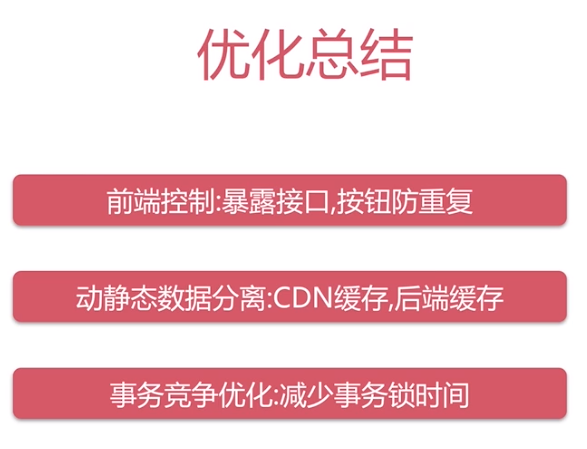 优化总结
前端控制:暴露接口,按钮防重复
动静态数据分离:CDN缓存,后端缓存
事务竞争优化:减少事务锁时间